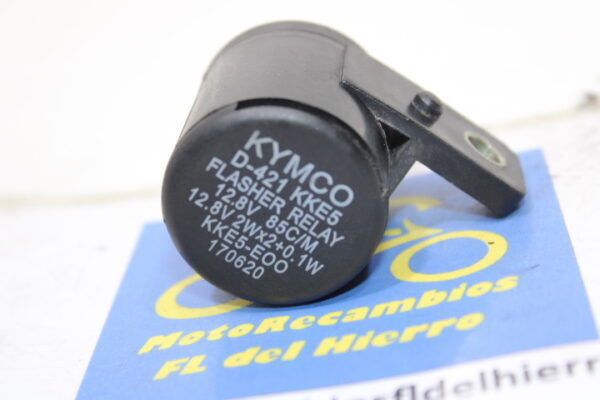 KYMCO
D-421 KKE5
FLASHER RELAY
12.8V 85C/M
12.8V 2WX2+0.1W
KKE5-EOO
170620
MotoRecambios
FL del Hierro